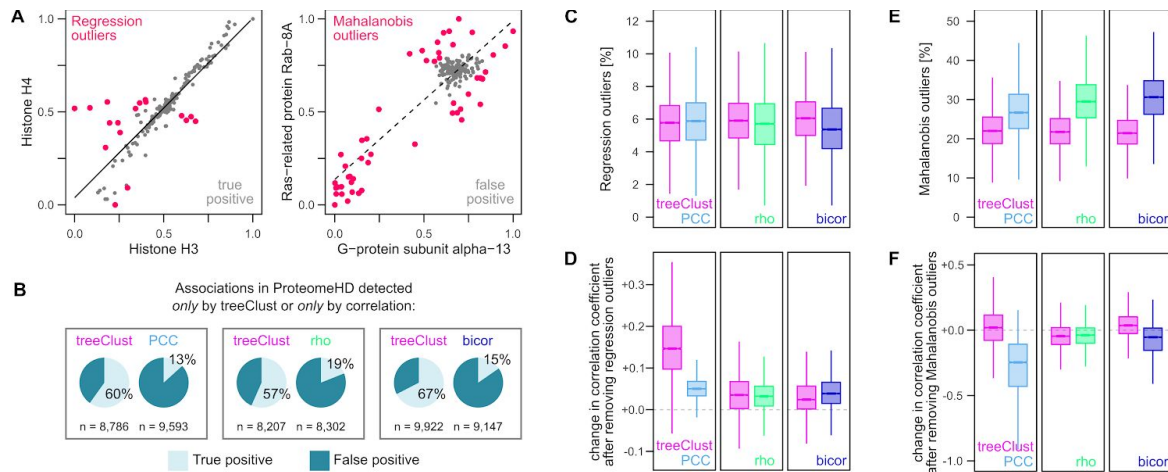 A
Regression
outliers
true
positive
Histone H4
1.0
0.5
0.0
0.0
0.5
1.0
Histone H3
Mahalanobis
outliers
false
positive
Ras-related protein Rab-8A
1.0
0.5
0.0
0.0
0.5
1.0
G-protein subunit alpha-13
B
Associations in ProteomeHD detected
only by treeClust or only by correlation:
treeClust PCC
60% 13%
n = 8,786 n = 9,593
treeClust rho
57% 19%
n = 8,207 n = 8,302
treeClust bicor
67% 15%
n = 9,922 n = 9,147
True positive False positive
C
Regression outliers [%]
12
10
8
6
4
2
0
treeClust
PCC
rho
bicor
D
change in correlation coefficient
after removing regression outliers
+0.3
+0.2
+0.1
+0.0
-0.1
treeClust
PCC
rho
bicor
E
Mahalanobis outliers [%]
50
40
30
20
10
0
treeClust
PCC
rho
bicor
F
change in correlation coefficient
after removing Mahalanobis outliers
+0.5
+0.0
-0.5
-1.0
treeClust
PCC
rho
bicor